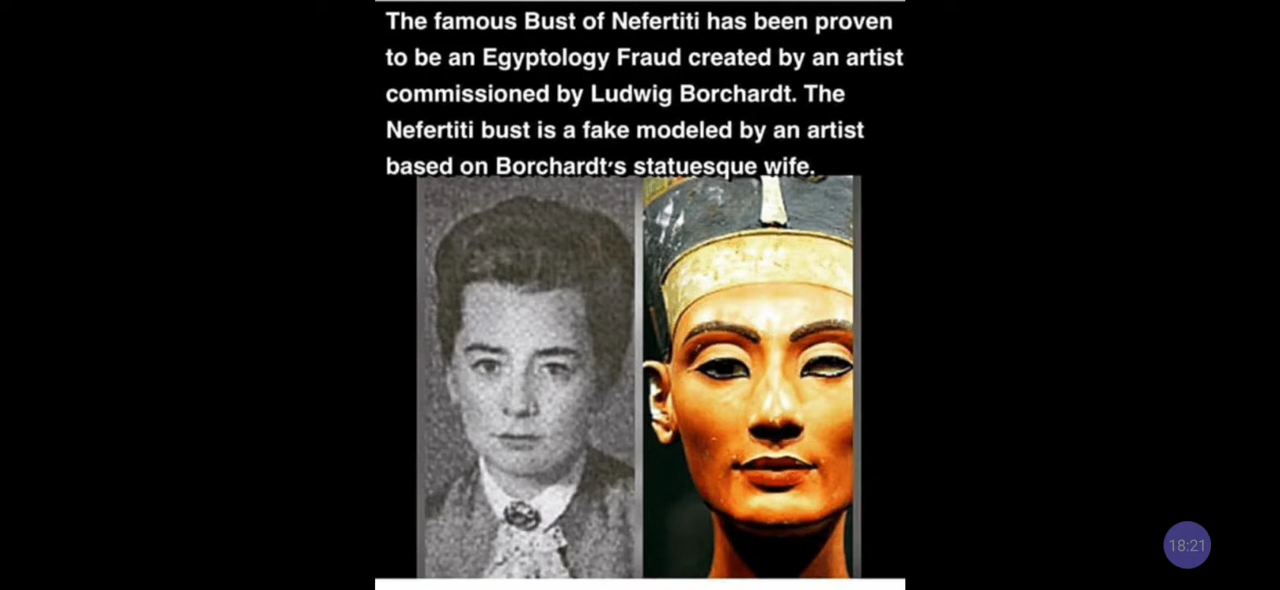 The famous Bust of Nefertiti has been proven
to be an Egyptology Fraud created by an artist
commissioned by Ludwig Borchardt. The
Nefertiti bust is a fake modeled by an artist
based on Borchardt's statuesque wife.
18:21